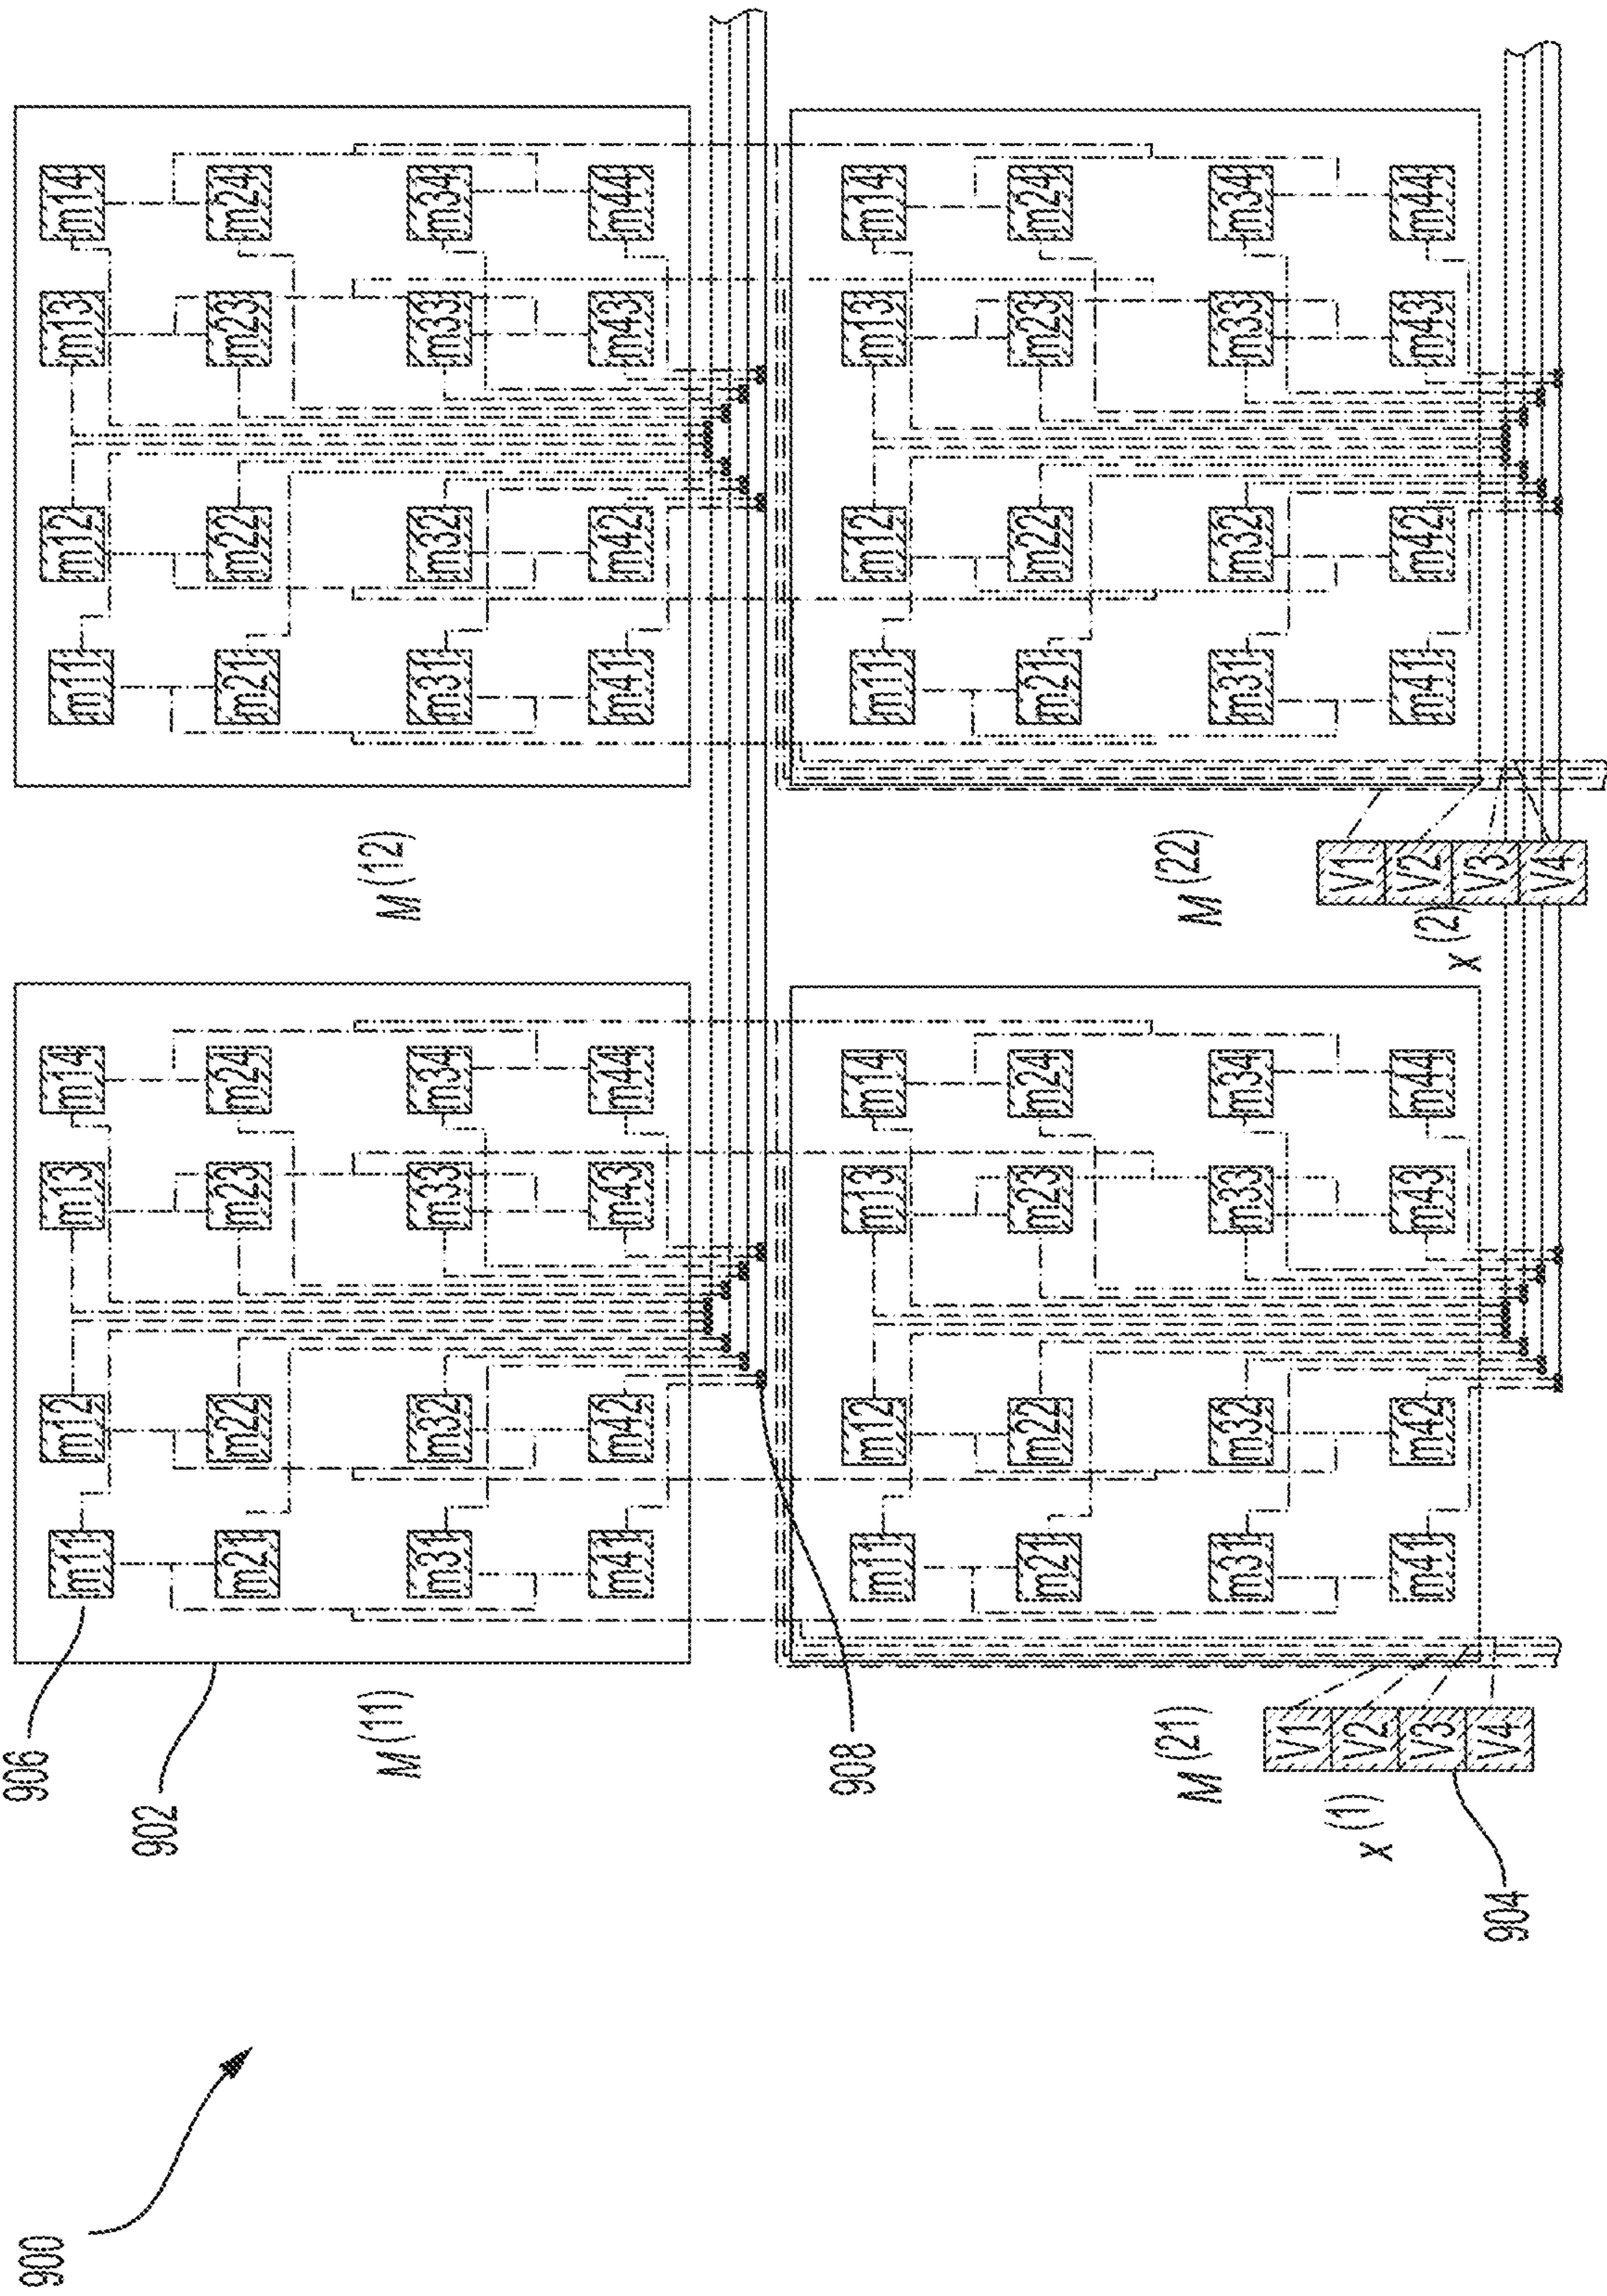 900 906
m11 m12 m13 m14 m11 m12 m13 m14
902
m21 m22 m23 m24 m21 m22 m23 m24
M(11) M(12)
m31 m32 m33 m34 m31 m32 m33 m34
m41 m42 m43 m44 m41 m42 m43 m44
908
m11 m12 m13 m14 m11 m12 m13 m14
m21 m22 m23 m24 m21 m22 m23 m24
M(21) M(22)
m31 m32 m33 m34 m31 m32 m33 m34
m41 m42 m43 m44 m41 m42 m43 m44
x(1)
V1
V2
V3
V4
904
x(2)
V1
V2
V3
V4